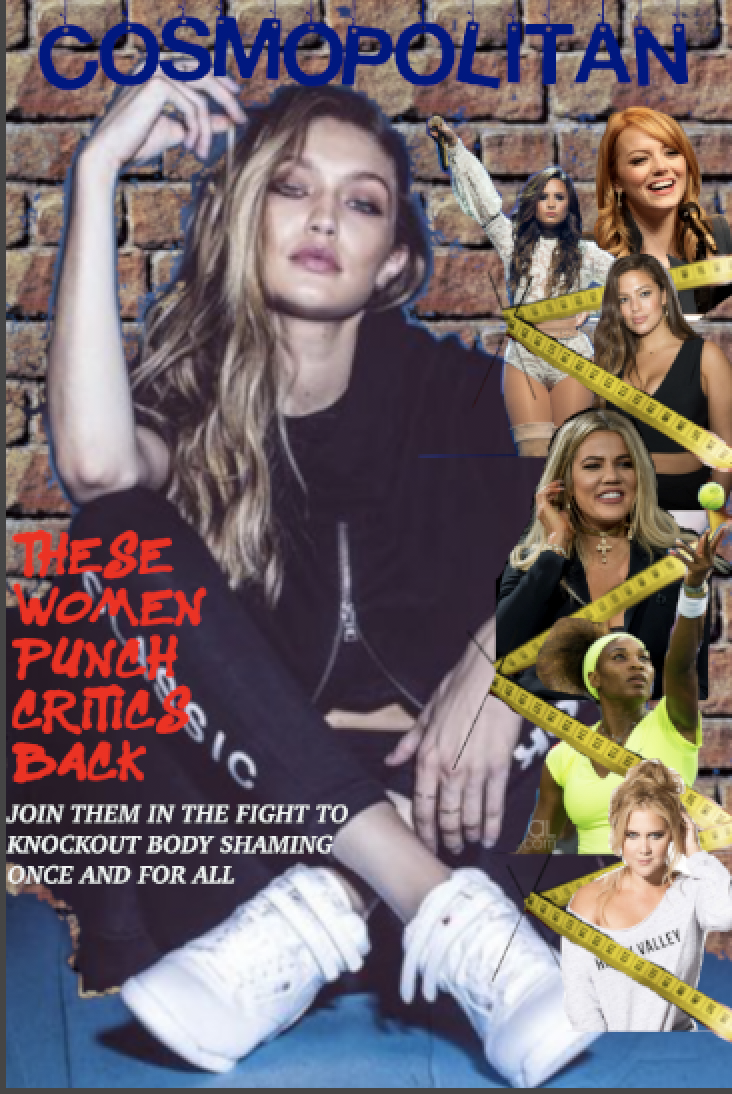 COSMOPOLITAN
THESE
WOMEN
PUNCH
CRITICS
BACK
JOIN THEM IN THE FIGHT TO
KNOCKOUT BODY SHAMING
ONCE AND FOR ALL
VALLEY